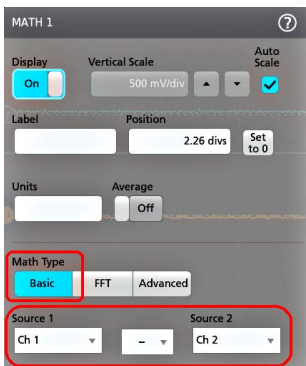 MATH 1 ?
Display Vertical Scale Auto Scale
On 500 mV/div
Label Position
2.26 divs Set to 0
Units Average
Off
Math Type
Basic FFT Advanced
Source 1 Source 2
Ch 1 – Ch 2